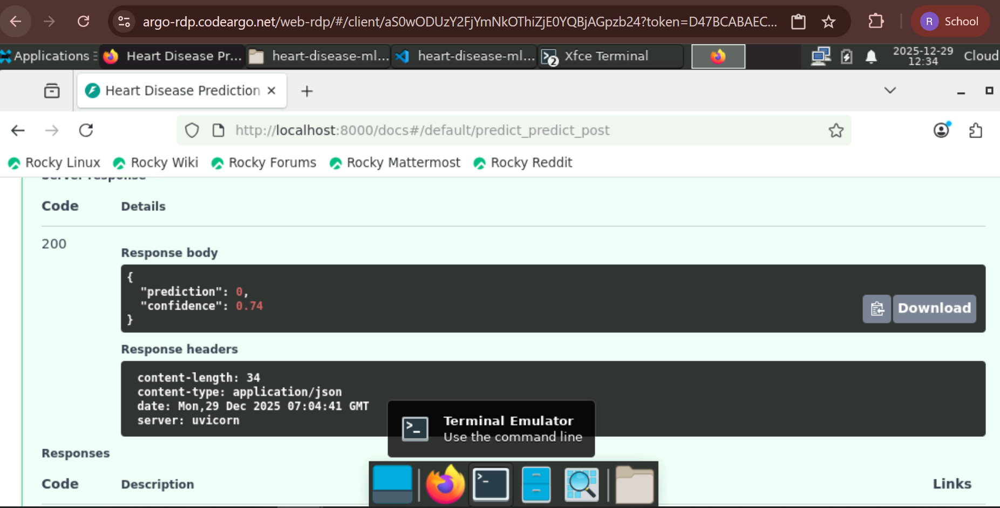 argo-rdp.codeargo.net/web-rdp/#/client/aS0wODUzY2FjYmNkOThiZjE0YQBjAGpzb24?token=D47BCABAEC...
R School
Applications Heart Disease Pr... heart-disease-ml... heart-disease-ml... 2 Xfce Terminal 2025-12-29 12:34 Cloud
Heart Disease Prediction
http://localhost:8000/docs#/default/predict_predict_post
Rocky Linux Rocky Wiki Rocky Forums Rocky Mattermost Rocky Reddit
Server response
Code Details
200
Response body
{
"prediction": 0,
"confidence": 0.74
}
Download
Response headers
content-length: 34
content-type: application/json
date: Mon,29 Dec 2025 07:04:41 GMT
server: uvicorn
Terminal Emulator
Use the command line
Responses
Code Description Links